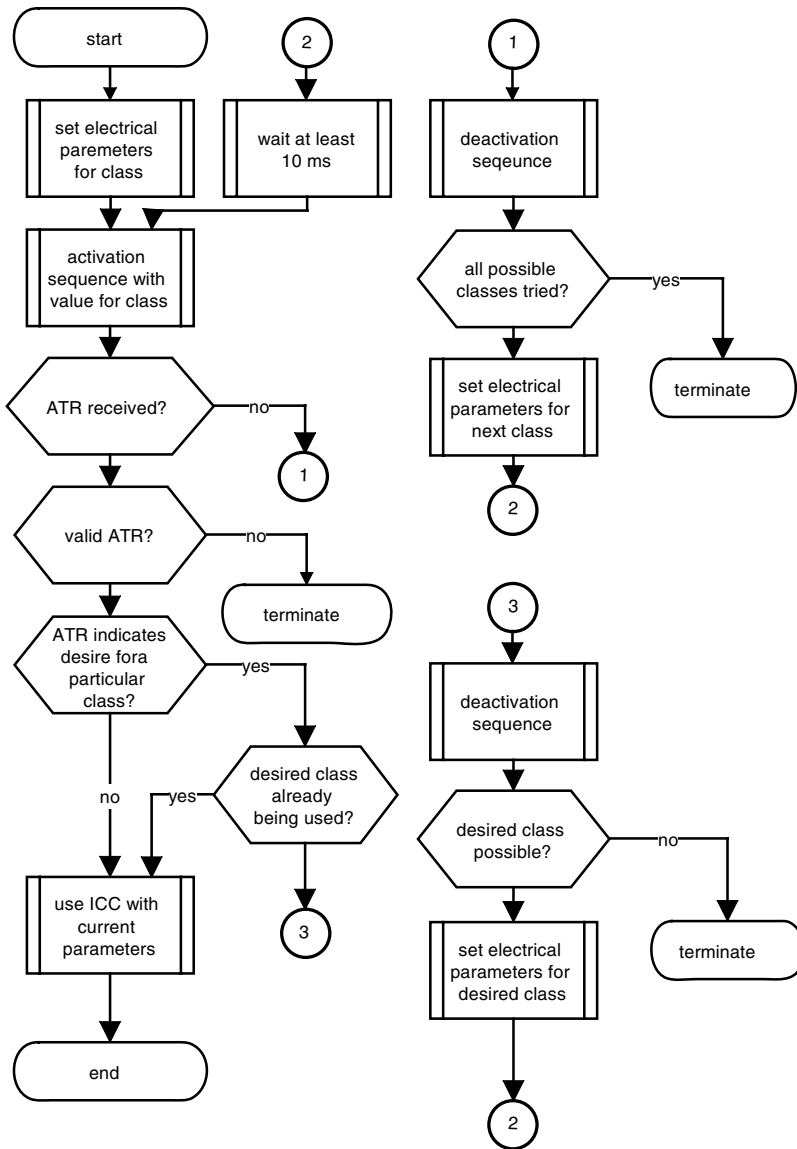 start
set electrical
paremeters
for class
2
wait at least
10 ms
activation
sequence with
value for class
ATR received?
no
1
valid ATR?
no
terminate
ATR indicates
desire fora
particular
class?
yes
no
desired class
already
being used?
yes
3
use ICC with
current
parameters
end
1
deactivation
seqeunce
all possible
classes tried?
yes
terminate
set electrical
parameters for
next class
2
3
deactivation
sequence
desired class
possible?
no
terminate
set electrical
parameters for
desired class
2